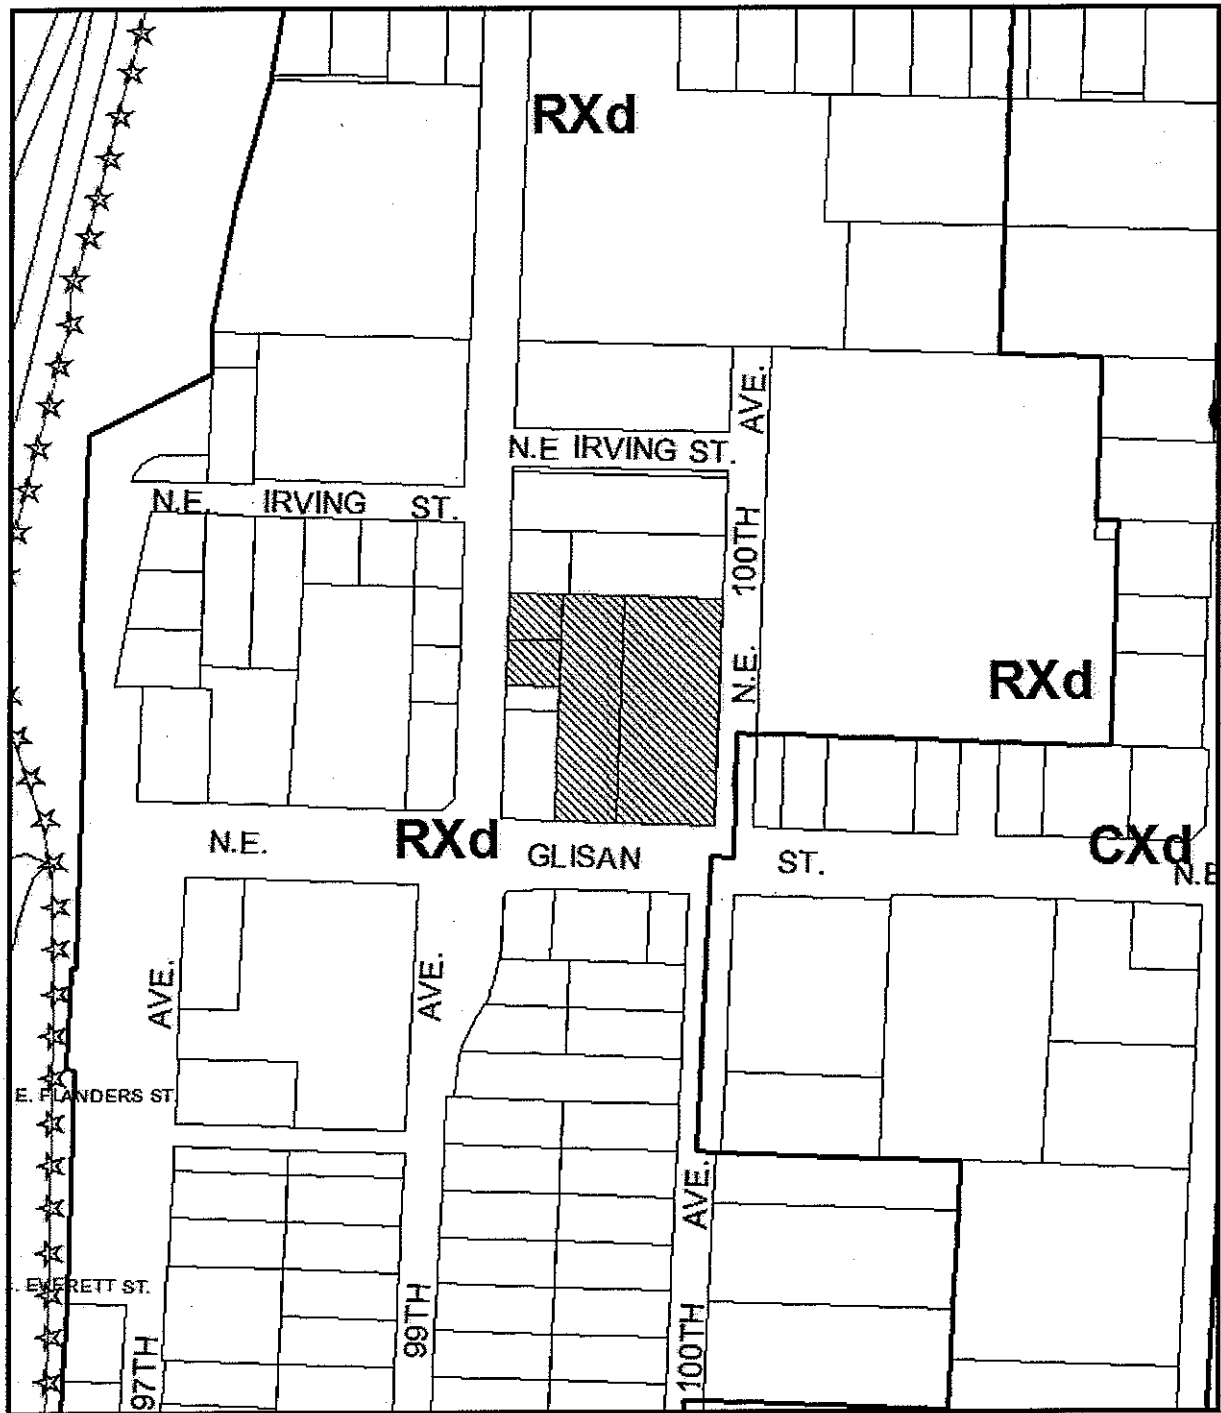 RXd
AVE.
N.E IRVING ST.
N.E. IRVING ST.
N.E. 100TH
RXd
N.E. RXd GLISAN ST. CXd
N.E
AVE. AVE.
E. FLANDERS ST.
AVE.
. EVERETT ST.
97TH 99TH 100TH